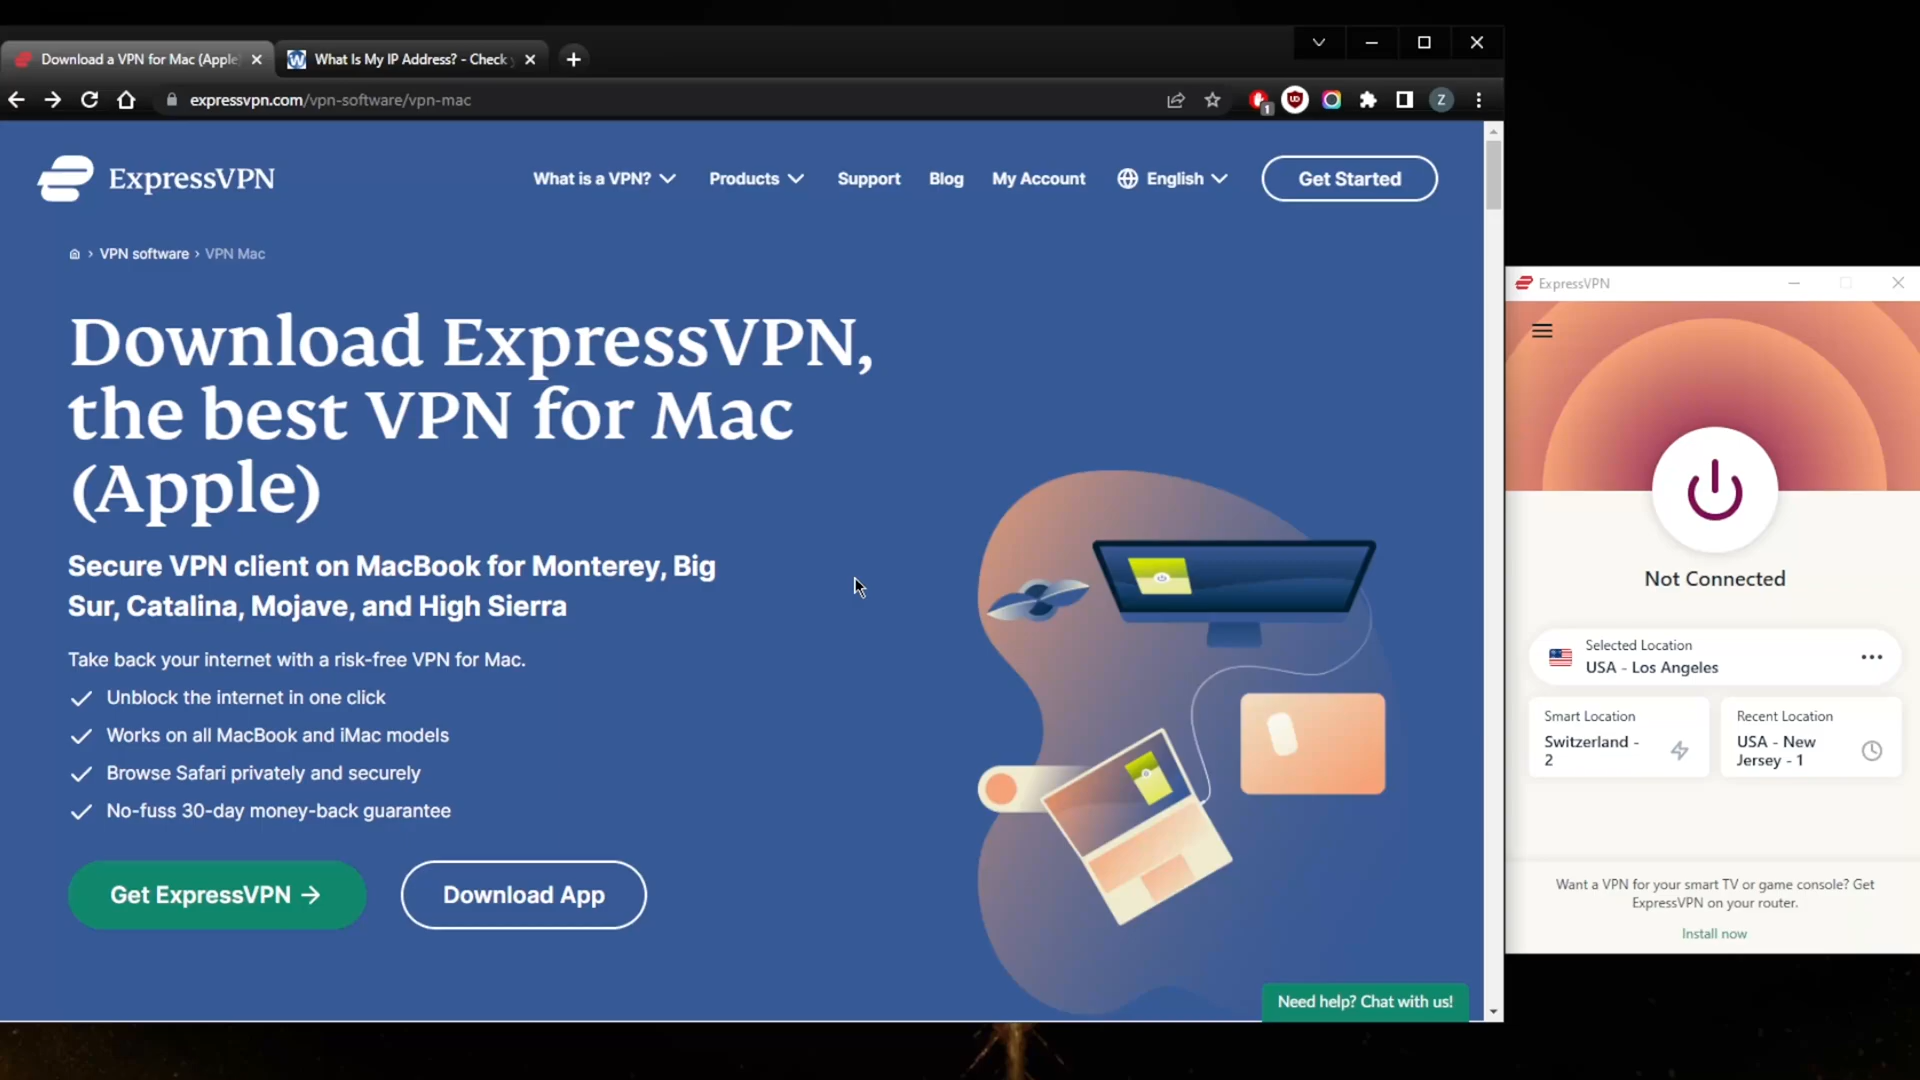 Download a VPN for Mac (Apple
What Is My IP Address? - Check
expressvpn.com/vpn-software/vpn-mac
1
Z
ExpressVPN
What is a VPN?
Products
Support
Blog
My Account
English
Get Started
VPN software › VPN Mac
Download ExpressVPN,
the best VPN for Mac
(Apple)
Secure VPN client on MacBook for Monterey, Big
Sur, Catalina, Mojave, and High Sierra
Take back your internet with a risk-free VPN for Mac.
Unblock the internet in one click
Works on all MacBook and iMac models
Browse Safari privately and securely
No-fuss 30-day money-back guarantee
Get ExpressVPN →
Download App
Need help? Chat with us!
ExpressVPN
Not Connected
Selected Location
USA - Los Angeles
Smart Location
Switzerland -
2
Recent Location
USA - New
Jersey - 1
Want a VPN for your smart TV or game console? Get
ExpressVPN on your router.
Install now